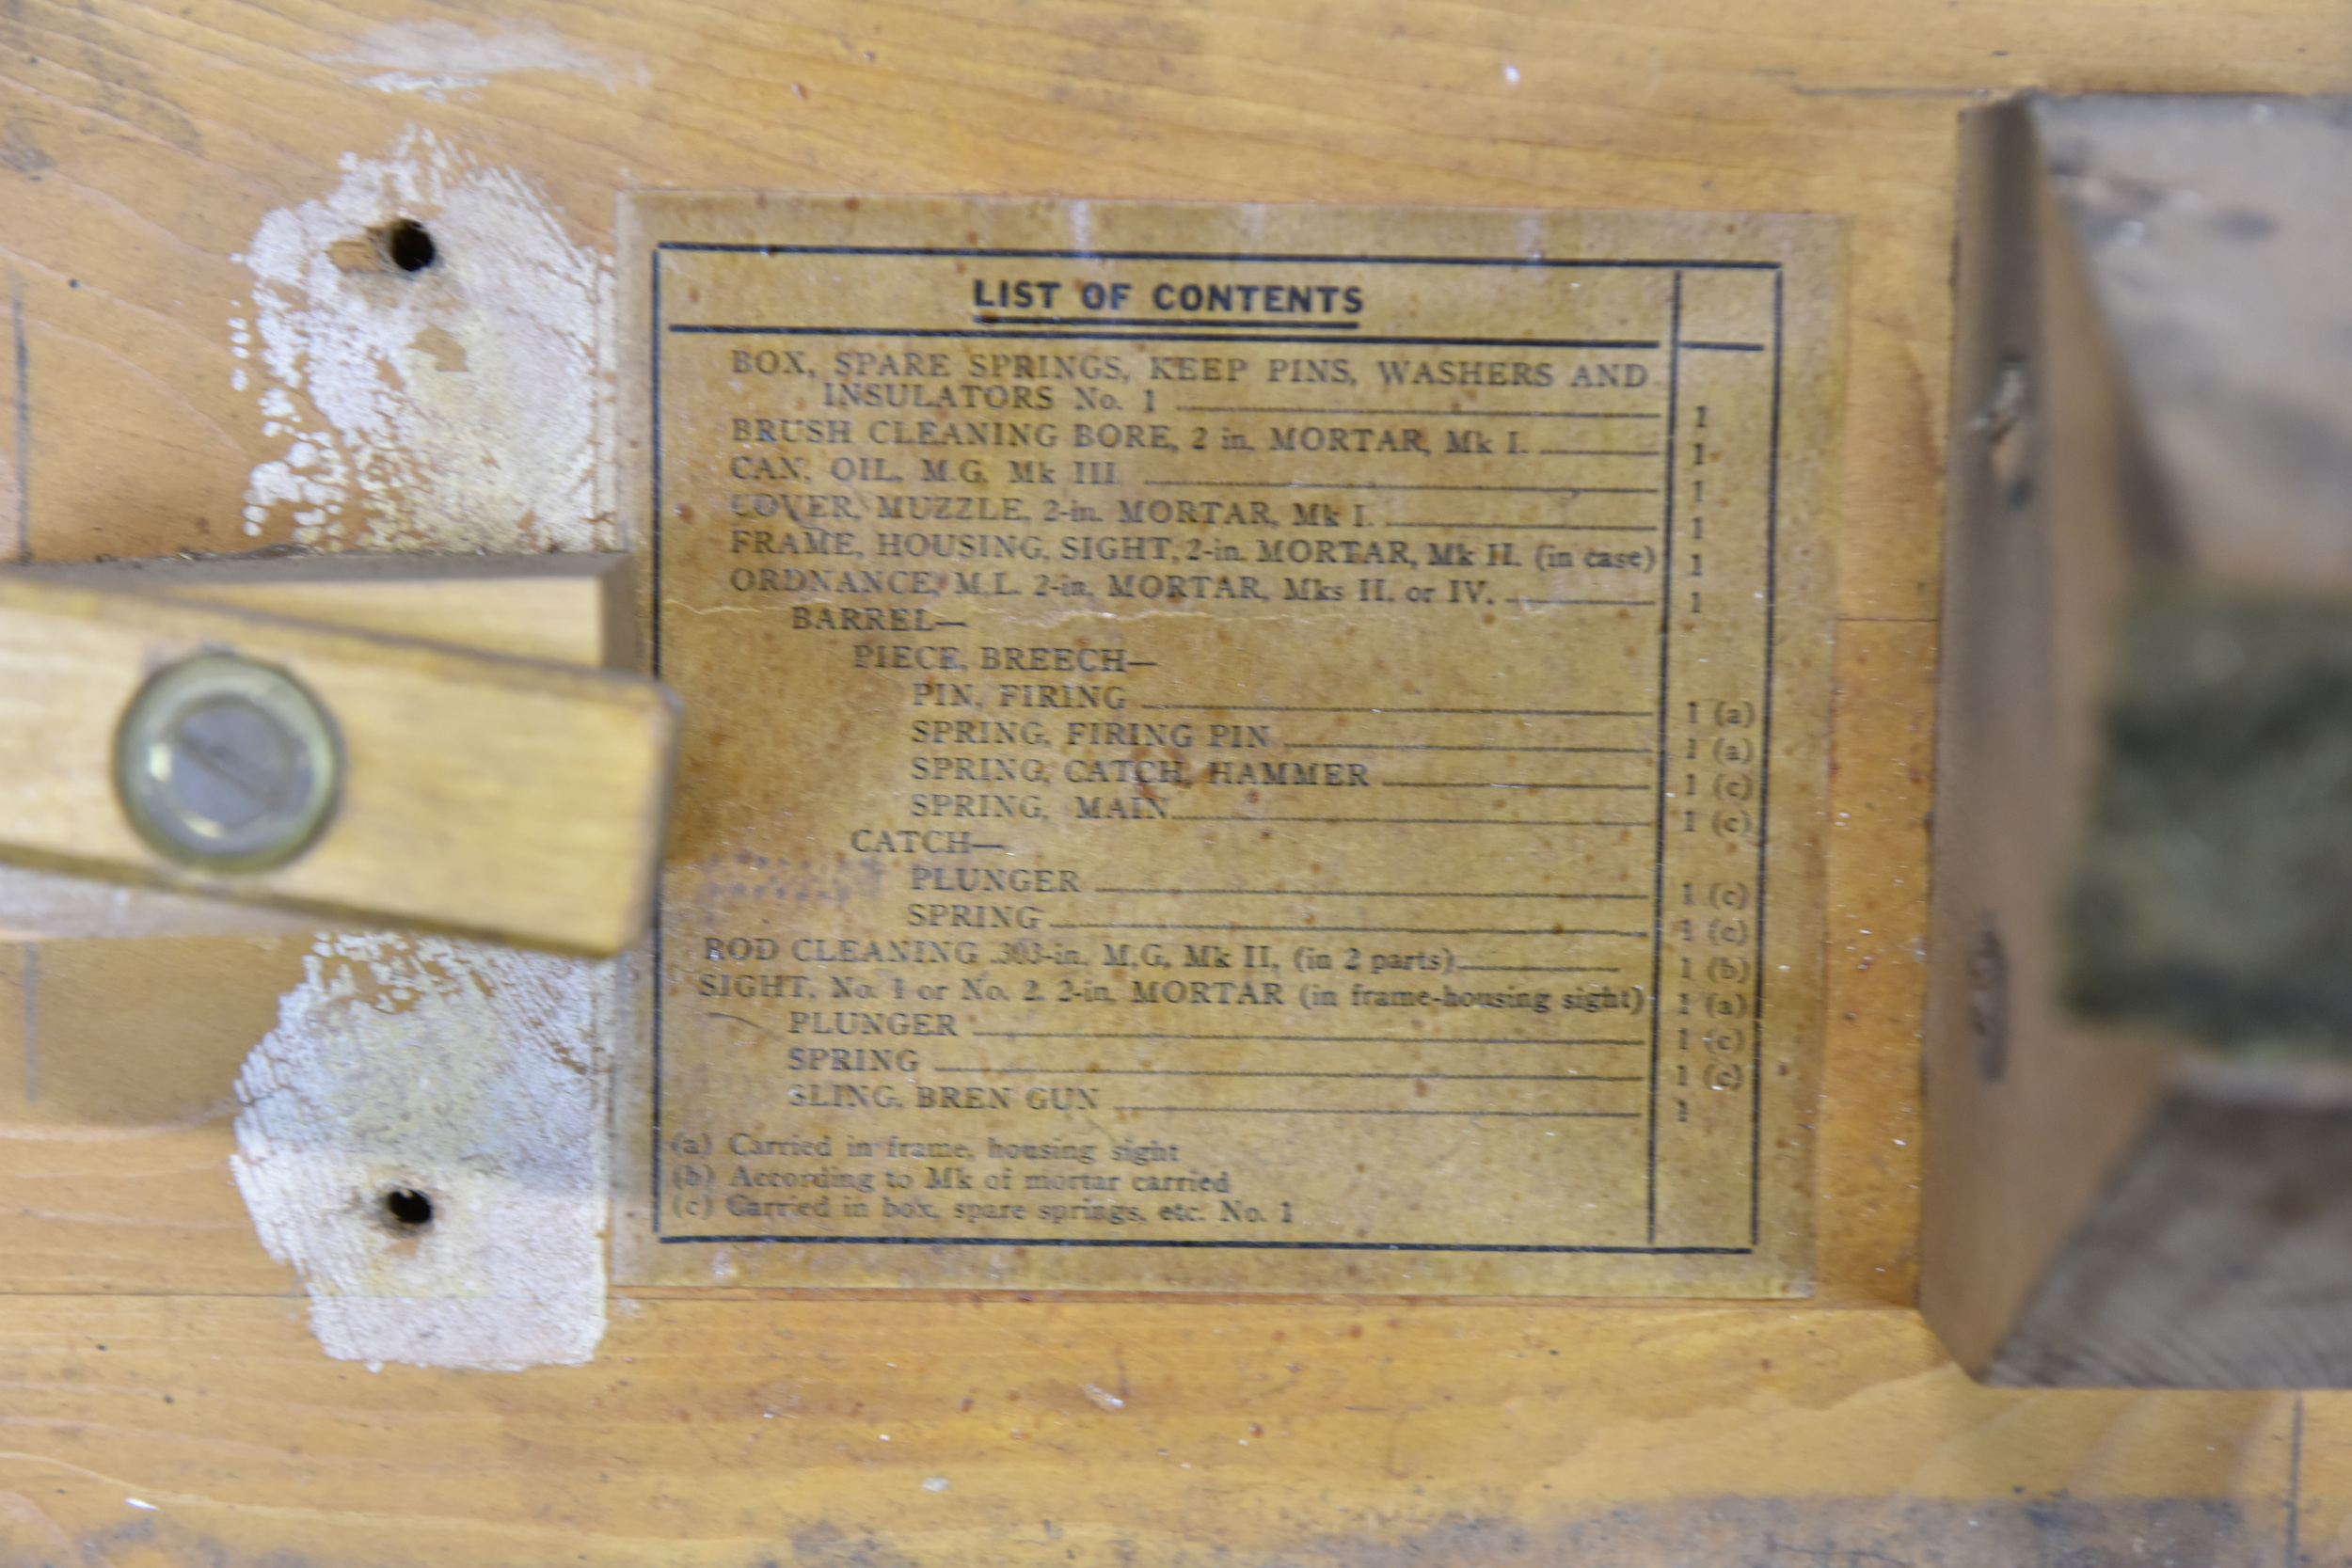 LIST OF CONTENTS
BOX, SPARE SPRINGS, KEEP PINS, WASHERS AND
INSULATORS No. 1 1
BRUSH CLEANING BORE, 2 in. MORTAR, Mk I. 1
CAN, OIL, M.G. Mk III 1
COVER, MUZZLE, 2-in. MORTAR, Mk I. 1
FRAME, HOUSING, SIGHT, 2-in. MORTAR, Mk II. (in case) 1
ORDNANCE, M.L. 2-in, MORTAR, Mks II. or IV. 1
BARREL—
PIECE, BREECH—
PIN, FIRING 1 (a)
SPRING, FIRING PIN 1 (a)
SPRING, CATCH, HAMMER 1 (c)
SPRING, MAIN 1 (c)
CATCH—
PLUNGER 1 (c)
SPRING 1 (c)
ROD CLEANING .303-in. M.G, Mk II, (in 2 parts) 1 (b)
SIGHT, No. 1 or No. 2, 2-in. MORTAR (in frame-housing sight) 1 (a)
PLUNGER 1 (c)
SPRING 1 (c)
SLING, BREN GUN 1
(a) Carried in frame, housing sight
(b) According to Mk of mortar carried
(c) Carried in box, spare springs, etc. No. 1